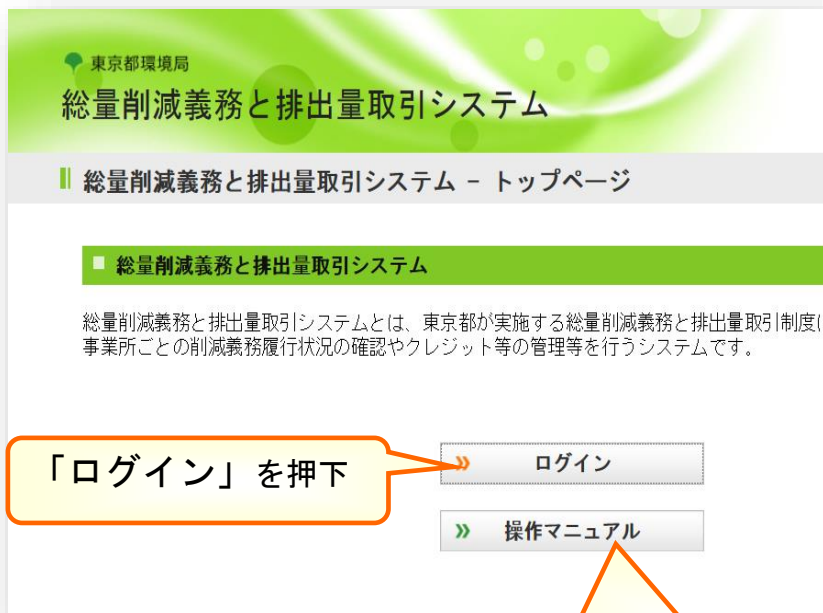 東京都環境局
総量削減義務と排出量取引システム
総量削減義務と排出量取引システム － トップページ
総量削減義務と排出量取引システム
総量削減義務と排出量取引システムとは、東京都が実施する総量削減義務と排出量取引制度に
事業所ごとの削減義務履行状況の確認やクレジット等の管理等を行うシステムです。
「ログイン」を押下
» ログイン
» 操作マニュアル